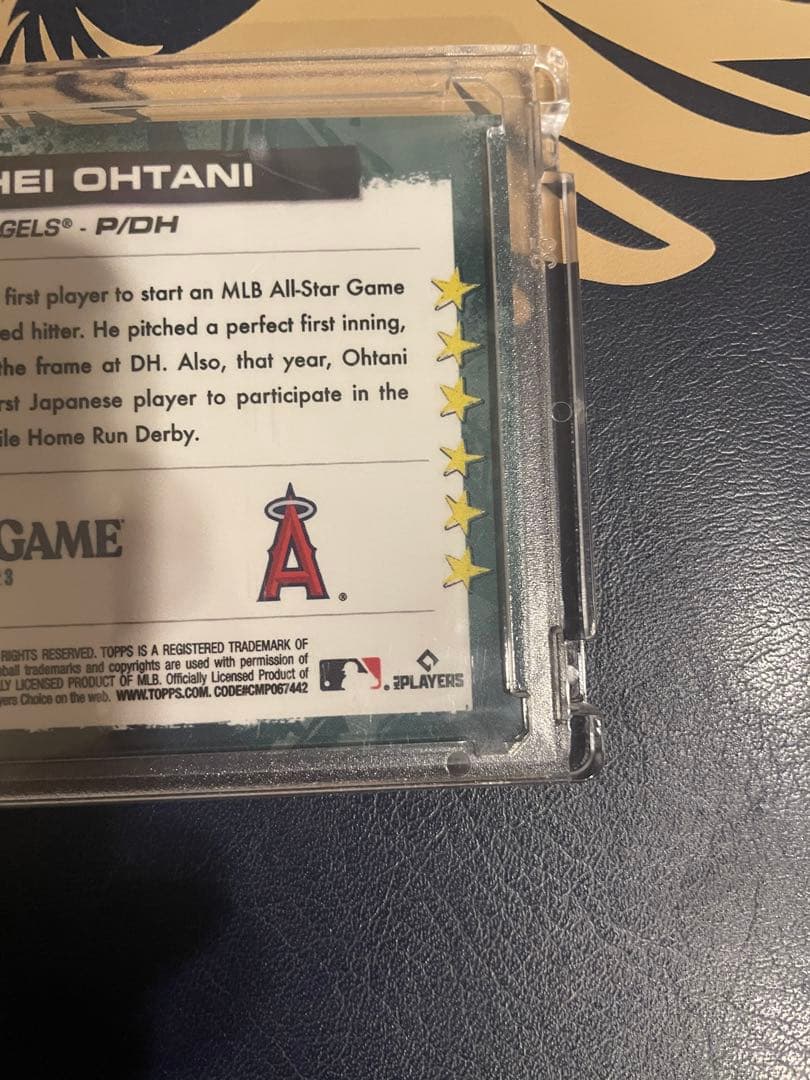 HEI OHTANI
GELS® - P/DH
first player to start an MLB All-Star Game
ed hitter. He pitched a perfect first inning,
the frame at DH. Also, that year, Ohtani
rst Japanese player to participate in the
ile Home Run Derby.
GAME
3
A®
RIGHTS RESERVED. TOPPS IS A REGISTERED TRADEMARK OF
ball trademarks and copyrights are used with permission of
LY LICENSED PRODUCT OF MLB. Officially Licensed Product of
yers Choice on the web. WWW.TOPPS.COM. CODE#CMP067442
PLAYERS